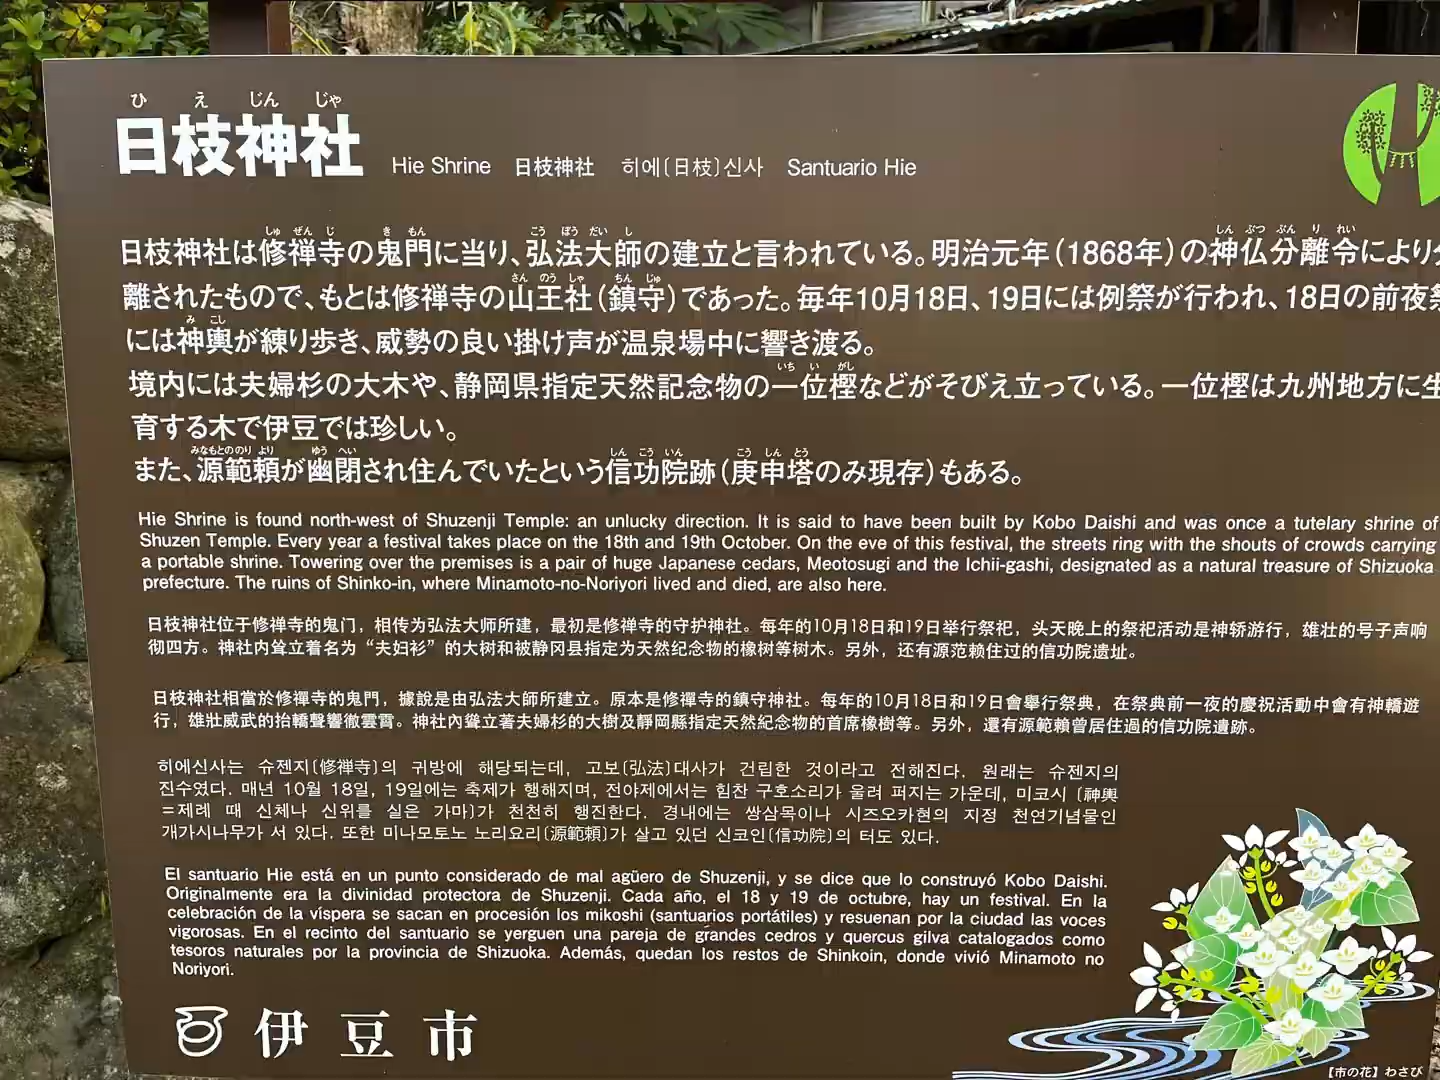 ひ え じん じゃ
日枝神社 Hie Shrine 日枝神社 히에〔日枝〕신사 Santuario Hie
しゅ ぜん じ き もん こう ぼう だい し しん ぶつ ぶん り れい
日枝神社は修禅寺の鬼門に当り、弘法大師の建立と言われている。明治元年（1868年）の神仏分離令により分
さん のう しゃ ちん じゅ
離されたもので、もとは修禅寺の山王社（鎮守）であった。毎年10月18日、19日には例祭が行われ、18日の前夜祭
み こし
には神輿が練り歩き、威勢の良い掛け声が温泉場中に響き渡る。
いち い がし
境内には夫婦杉の大木や、静岡県指定天然記念物の一位樫などがそびえ立っている。一位樫は九州地方に生
育する木で伊豆では珍しい。
みなもとののり より ゆう へい しん こう いん こう しん とう
また、源範頼が幽閉され住んでいたという信功院跡（庚申塔のみ現存）もある。
Hie Shrine is found north-west of Shuzenji Temple: an unlucky direction. It is said to have been built by Kobo Daishi and was once a tutelary shrine of
Shuzen Temple. Every year a festival takes place on the 18th and 19th October. On the eve of this festival, the streets ring with the shouts of crowds carrying
a portable shrine. Towering over the premises is a pair of huge Japanese cedars, Meotosugi and the Ichii-gashi, designated as a natural treasure of Shizuoka
prefecture. The ruins of Shinko-in, where Minamoto-no-Noriyori lived and died, are also here.
日枝神社位于修禅寺的鬼门，相传为弘法大师所建，最初是修禅寺的守护神社。每年的10月18日和19日举行祭祀，头天晚上的祭祀活动是神轿游行，雄壮的号子声响
彻四方。神社内耸立着名为“夫妇衫”的大树和被静冈县指定为天然纪念物的橡树等树木。另外，还有源范赖住过的信功院遗址。
日枝神社相當於修禪寺的鬼門，據說是由弘法大師所建立。原本是修禪寺的鎮守神社。每年的10月18日和19日會舉行祭典，在祭典前一夜的慶祝活動中會有神轎遊
行，雄壯威武的抬轎聲響徹雲霄。神社內聳立著夫婦杉的大樹及靜岡縣指定天然紀念物的首席橡樹等。另外，還有源範賴曾居住過的信功院遺跡。
히에신사는 슈젠지〔修禅寺〕의 귀방에 해당되는데, 고보〔弘法〕대사가 건립한 것이라고 전해진다. 원래는 슈젠지의
진수였다. 매년 10월 18일, 19일에는 축제가 행해지며, 전야제에서는 힘찬 구호소리가 울려 퍼지는 가운데, 미코시 〔神輿
=제례 때 신체나 신위를 실은 가마〕가 천천히 행진한다. 경내에는 쌍삼목이나 시즈오카현의 지정 천연기념물인
개가시나무가 서 있다. 또한 미나모토노 노리요리〔源範頼〕가 살고 있던 신코인〔信功院〕의 터도 있다.
El santuario Hie está en un punto considerado de mal agüero de Shuzenji, y se dice que lo construyó Kobo Daishi.
Originalmente era la divinidad protectora de Shuzenji. Cada año, el 18 y 19 de octubre, hay un festival. En la
celebración de la víspera se sacan en procesión los mikoshi (santuarios portátiles) y resuenan por la ciudad las voces
vigorosas. En el recinto del santuario se yerguen una pareja de grandes cedros y quercus gilva catalogados como
tesoros naturales por la provincia de Shizuoka. Además, quedan los restos de Shinkoin, donde vivió Minamoto no
Noriyori.
伊豆市
【市の花】わさび